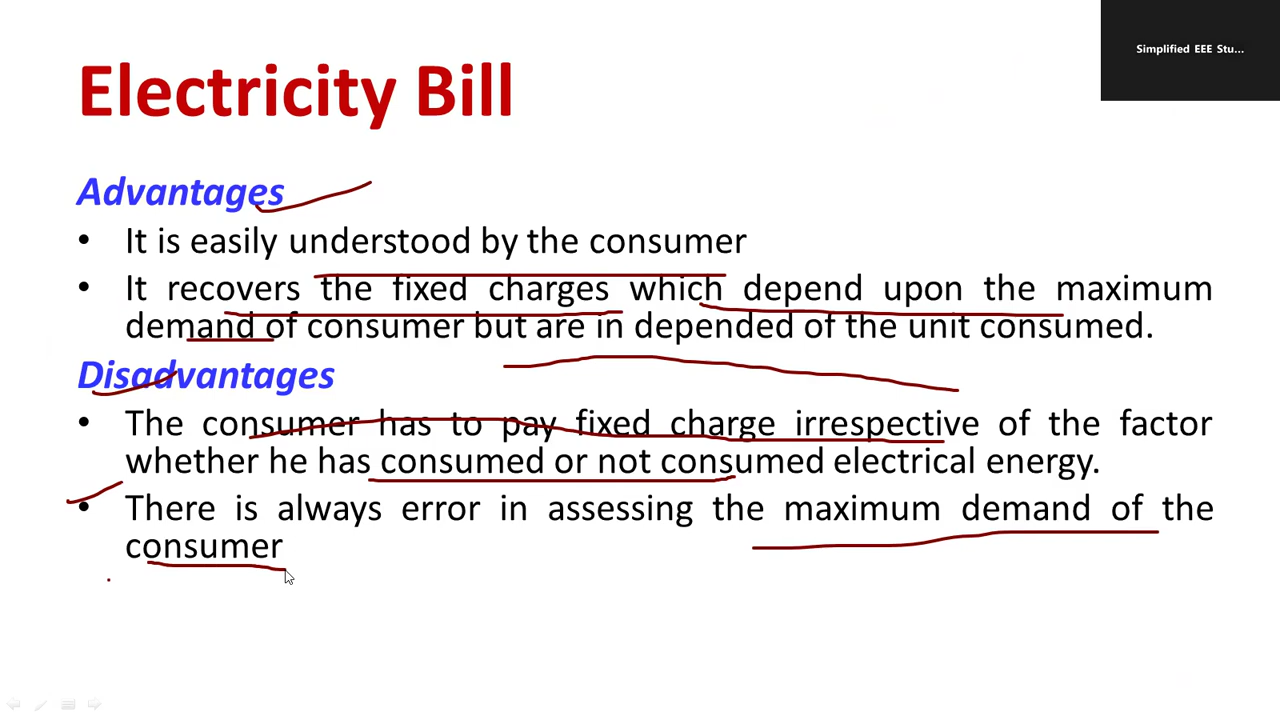 Simplified EEE Stu...
Electricity Bill
Advantages
• It is easily understood by the consumer
• It recovers the fixed charges which depend upon the maximum
demand of consumer but are in depended of the unit consumed.
Disadvantages
• The consumer has to pay fixed charge irrespective of the factor
whether he has consumed or not consumed electrical energy.
• There is always error in assessing the maximum demand of the
consumer